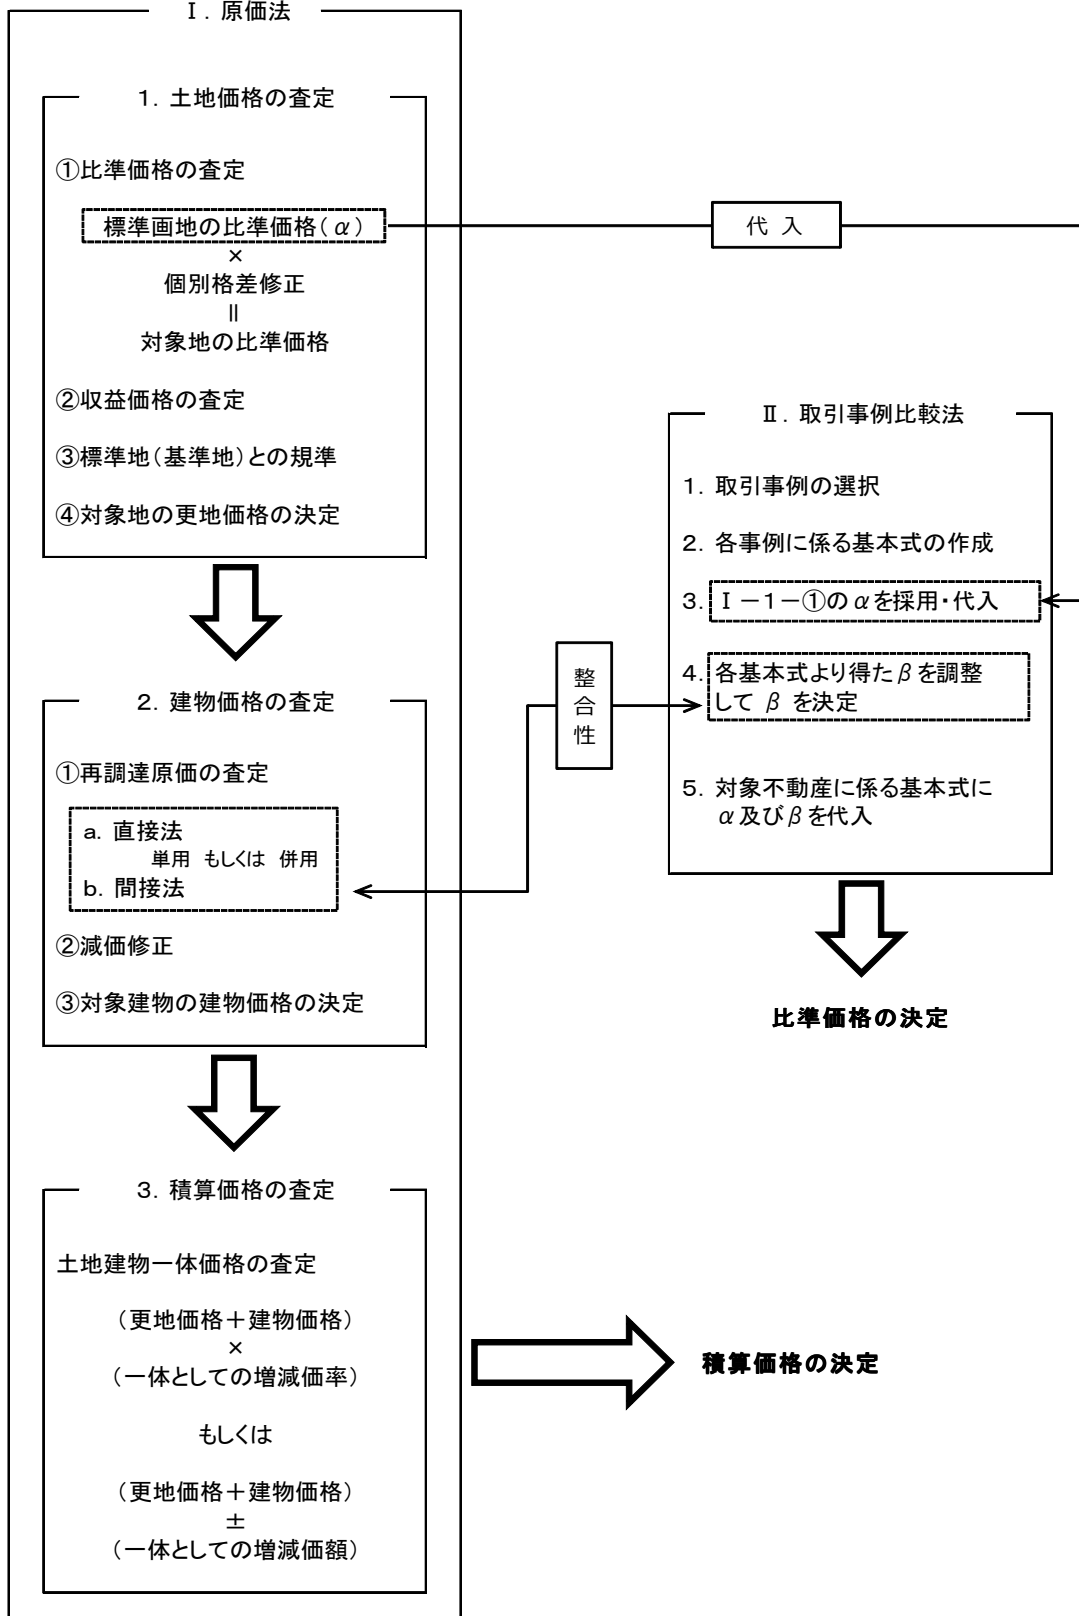 Ⅰ. 原価法
1. 土地価格の査定
①比準価格の査定
標準画地の比準価格(α)
×
個別格差修正
॥
対象地の比準価格
②収益価格の査定
③標準地(基準地)との規準
④対象地の更地価格の決定
2. 建物価格の査定
①再調達原価の査定
a. 直接法
単用 もしくは 併用
b. 間接法
②減価修正
③対象建物の建物価格の決定
3. 積算価格の査定
土地建物一体価格の査定
(更地価格+建物価格)
×
(一体としての増減価率)
もしくは
(更地価格+建物価格)
±
(一体としての増減価額)
代 入
整合性
Ⅱ. 取引事例比較法
1. 取引事例の選択
2. 各事例に係る基本式の作成
3. Ⅰ-1-①のαを採用・代入
4. 各基本式より得たβを調整
して β を決定
5. 対象不動産に係る基本式に
α及びβを代入
比準価格の決定
積算価格の決定